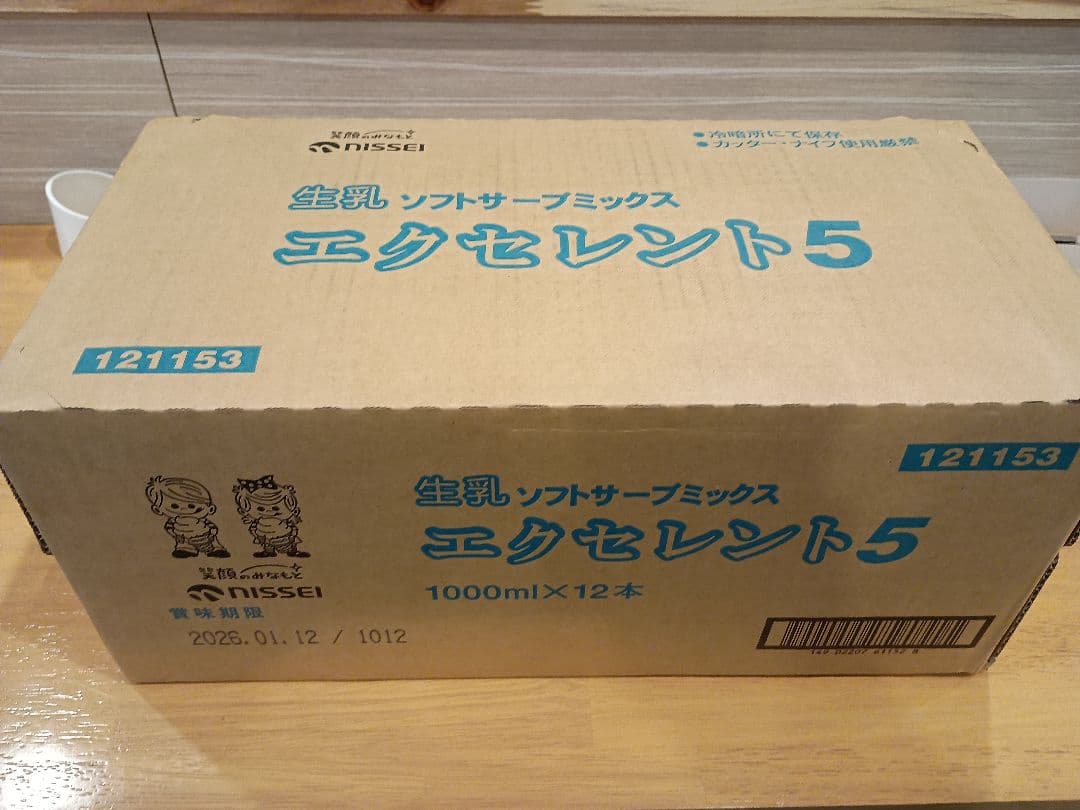 笑顔のみなもと
NISSEI
●冷暗所にて保存
●カッター・ナイフ使用厳禁
生乳 ソフトサーブミックス
エクセレント5
121153
121153
生乳 ソフトサーブミックス
エクセレント5
1000ml×12本
笑顔のみなもと
NISSEI
賞味期限
2026.01.12 / 1012